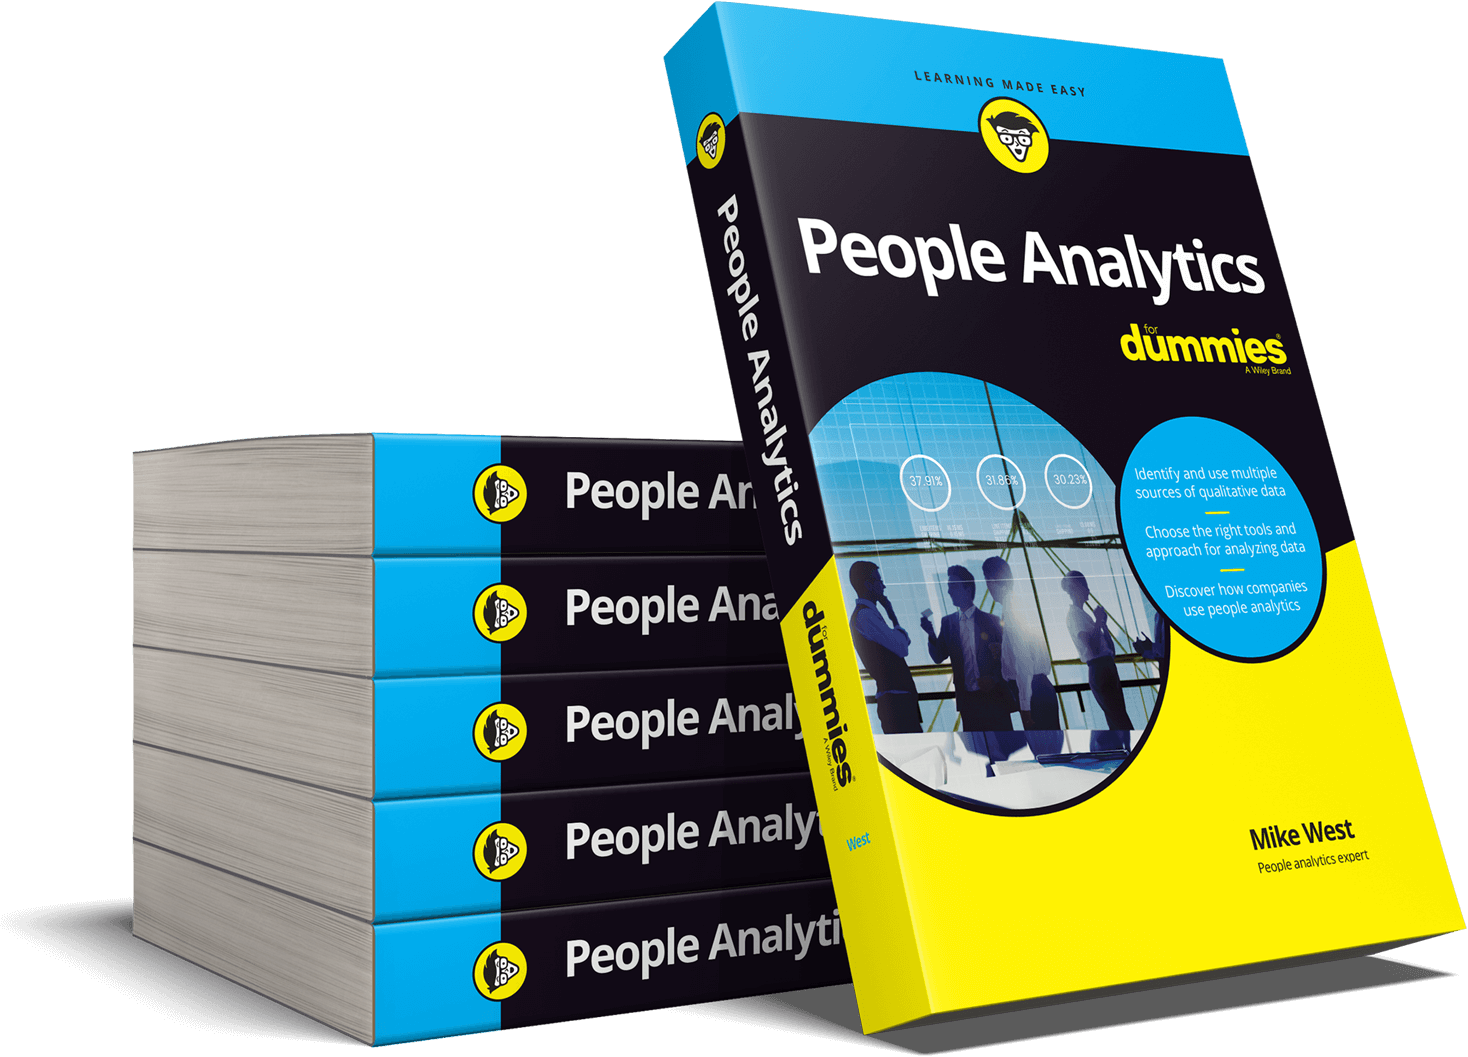 LEARNING MADE EASY
People Analytics
for
dummies®
A Wiley Brand
37.91%
31.86%
30.23%
Identify and use multiple
sources of qualitative data
Choose the right tools and
approach for analyzing data
Discover how companies
use people analytics
Mike West
People analytics expert
People Analytics
for
dummies
A Wiley Brand
West
People An
People Ana
People Analy
People Analyt
People Analyti